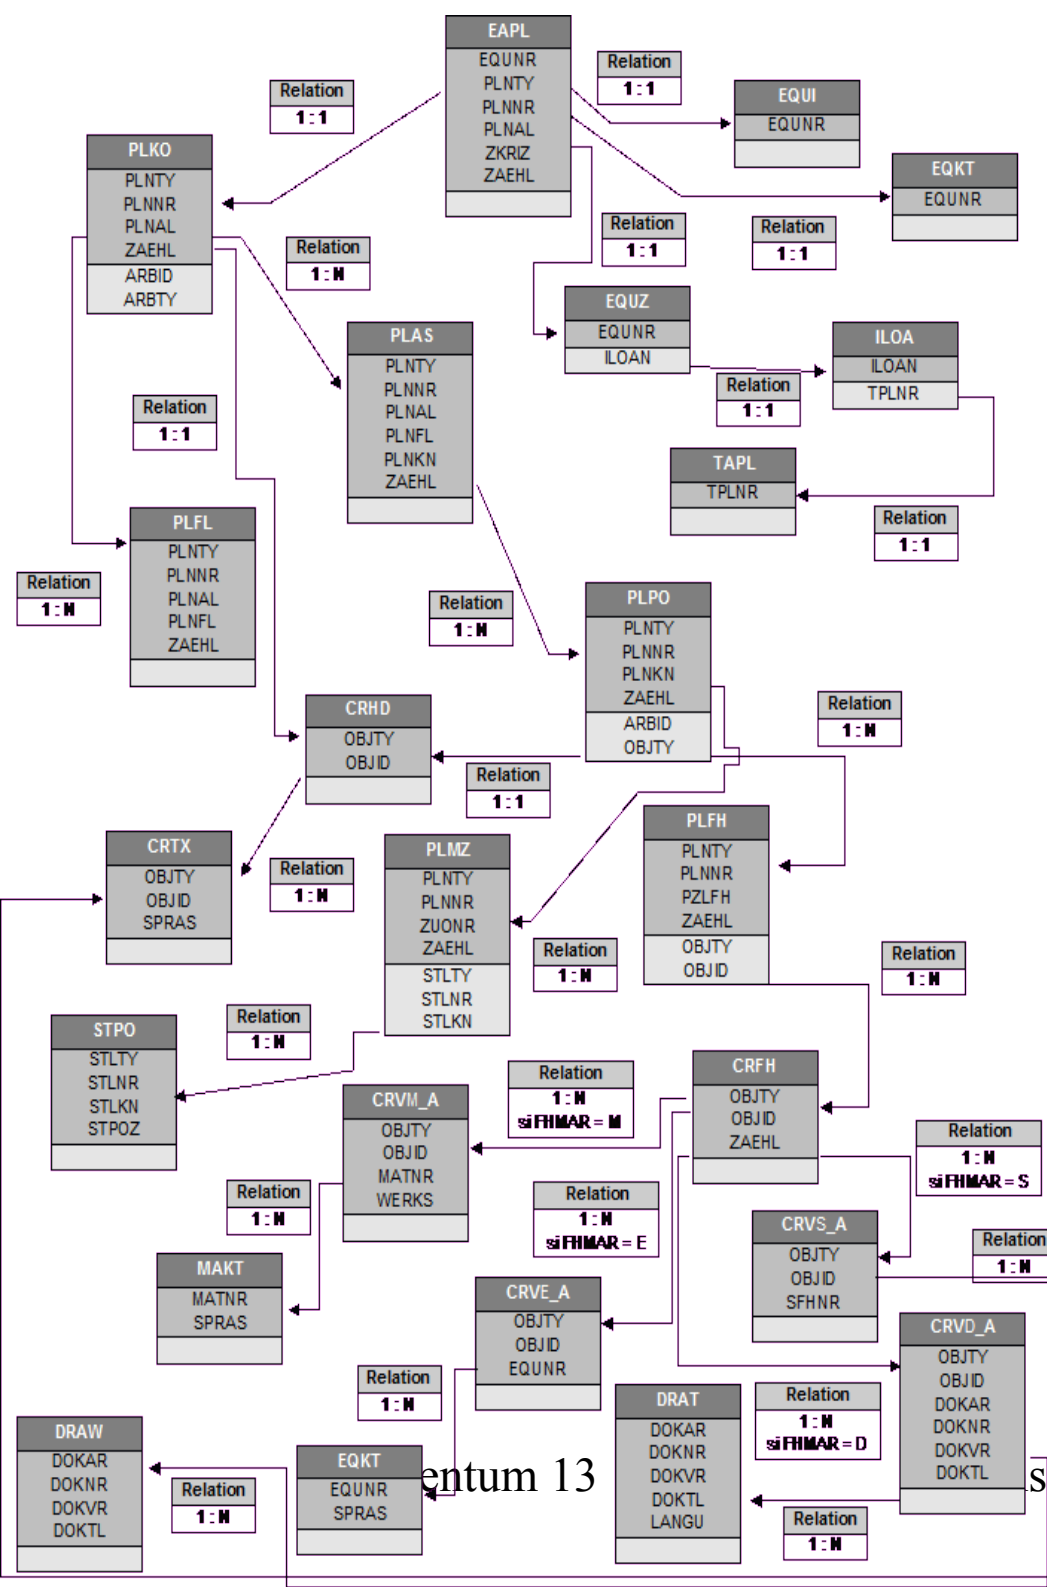 EAPL
EQUNR
PLNTY
PLNNR
PLNAL
ZKRIZ
ZAEHL
Relation
1 : 1
Relation
1 : 1
EQUI
EQUNR
PLKO
PLNTY
PLNNR
PLNAL
ZAEHL
ARBID
ARBTY
EQKT
EQUNR
Relation
1 : N
Relation
1 : 1
Relation
1 : 1
EQUZ
EQUNR
ILOAN
PLAS
PLNTY
PLNNR
PLNAL
PLNFL
PLNKN
ZAEHL
ILOA
ILOAN
TPLNR
Relation
1 : 1
Relation
1 : 1
TAPL
TPLNR
Relation
1 : 1
PLFL
PLNTY
PLNNR
PLNAL
PLNFL
ZAEHL
Relation
1 : N
Relation
1 : N
PLPO
PLNTY
PLNNR
PLNKN
ZAEHL
ARBID
OBJTY
CRHD
OBJTY
OBJID
Relation
1 : N
Relation
1 : 1
PLFH
PLNTY
PLNNR
PZLFH
ZAEHL
OBJTY
OBJID
CRTX
OBJTY
OBJID
SPRAS
Relation
1 : N
PLMZ
PLNTY
PLNNR
ZUONR
ZAEHL
STLTY
STLNR
STLKN
Relation
1 : N
Relation
1 : N
STPO
STLTY
STLNR
STLKN
STPOZ
Relation
1 : N
CRFH
OBJTY
OBJID
ZAEHL
Relation
1 : N
si FHMAR = M
CRVM_A
OBJTY
OBJID
MATNR
WERKS
Relation
1 : N
si FHMAR = S
Relation
1 : N
Relation
1 : N
si FHMAR = E
CRVS_A
OBJTY
OBJID
SFHNR
Relation
1 : N
MAKT
MATNR
SPRAS
CRVE_A
OBJTY
OBJID
EQUNR
CRVD_A
OBJTY
OBJID
DOKAR
DOKNR
DOKVR
DOKTL
Relation
1 : N
DRAT
DOKAR
DOKNR
DOKVR
DOKTL
LANGU
Relation
1 : N
si FHMAR = D
DRAW
DOKAR
DOKNR
DOKVR
DOKTL
Relation
1 : N
EQKT
EQUNR
SPRAS
entum 13
s
Relation
1 : N